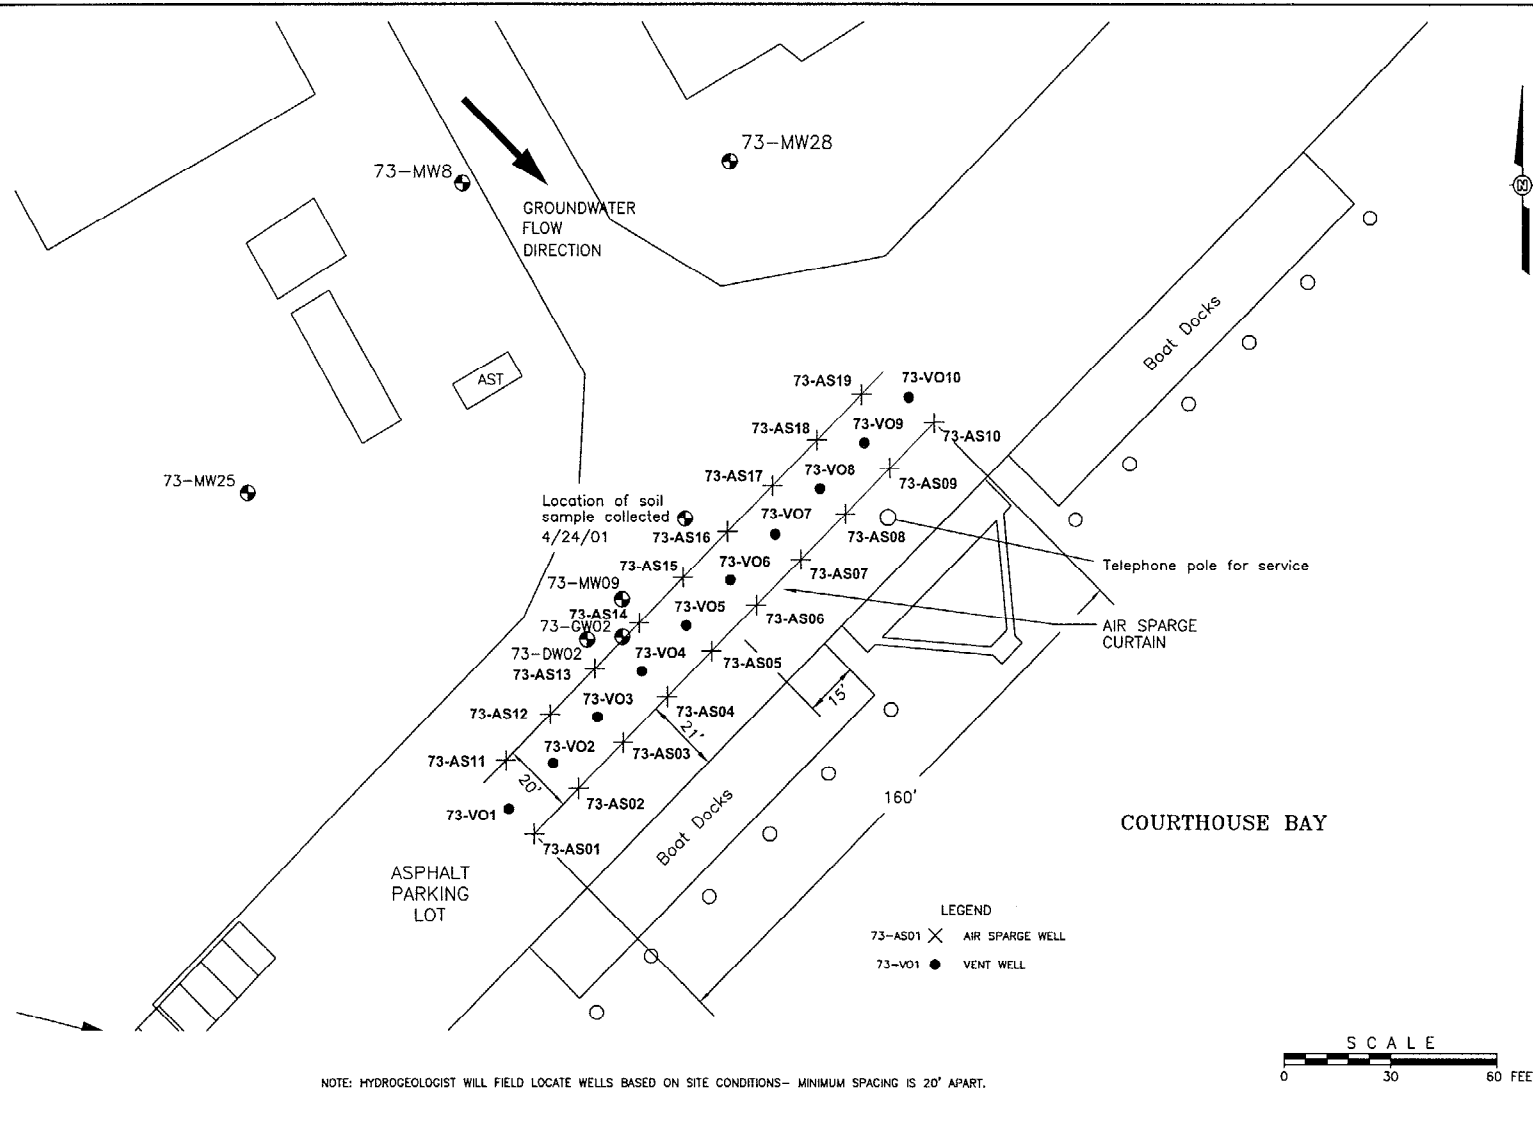 73-MW28
73-MW8
GROUNDWATER
FLOW
DIRECTION
N
Boat Docks
AST
73-AS19
73-VO10
73-AS18
73-VO9
73-AS10
73-MW25
73-AS17
73-VO8
73-AS09
Location of soil
sample collected
4/24/01
73-AS16
73-VO7
73-AS08
73-AS15
73-VO6
73-AS07
Telephone pole for service
73-MW09
73-AS14
73-VO5
73-AS06
AIR SPARGE
CURTAIN
73-GW02
73-DW02
73-AS13
73-VO4
73-AS05
73-VO3
15'
73-AS12
73-AS04
21'
73-VO2
73-AS03
73-AS11
20'
73-AS02
73-VO1
160'
73-AS01
Boat Docks
COURTHOUSE BAY
ASPHALT
PARKING
LOT
LEGEND
73-AS01 AIR SPARGE WELL
73-VO1 VENT WELL
SCALE
0 30 60 FEE
NOTE: HYDROGEOLOGIST WILL FIELD LOCATE WELLS BASED ON SITE CONDITIONS- MINIMUM SPACING IS 20' APART.